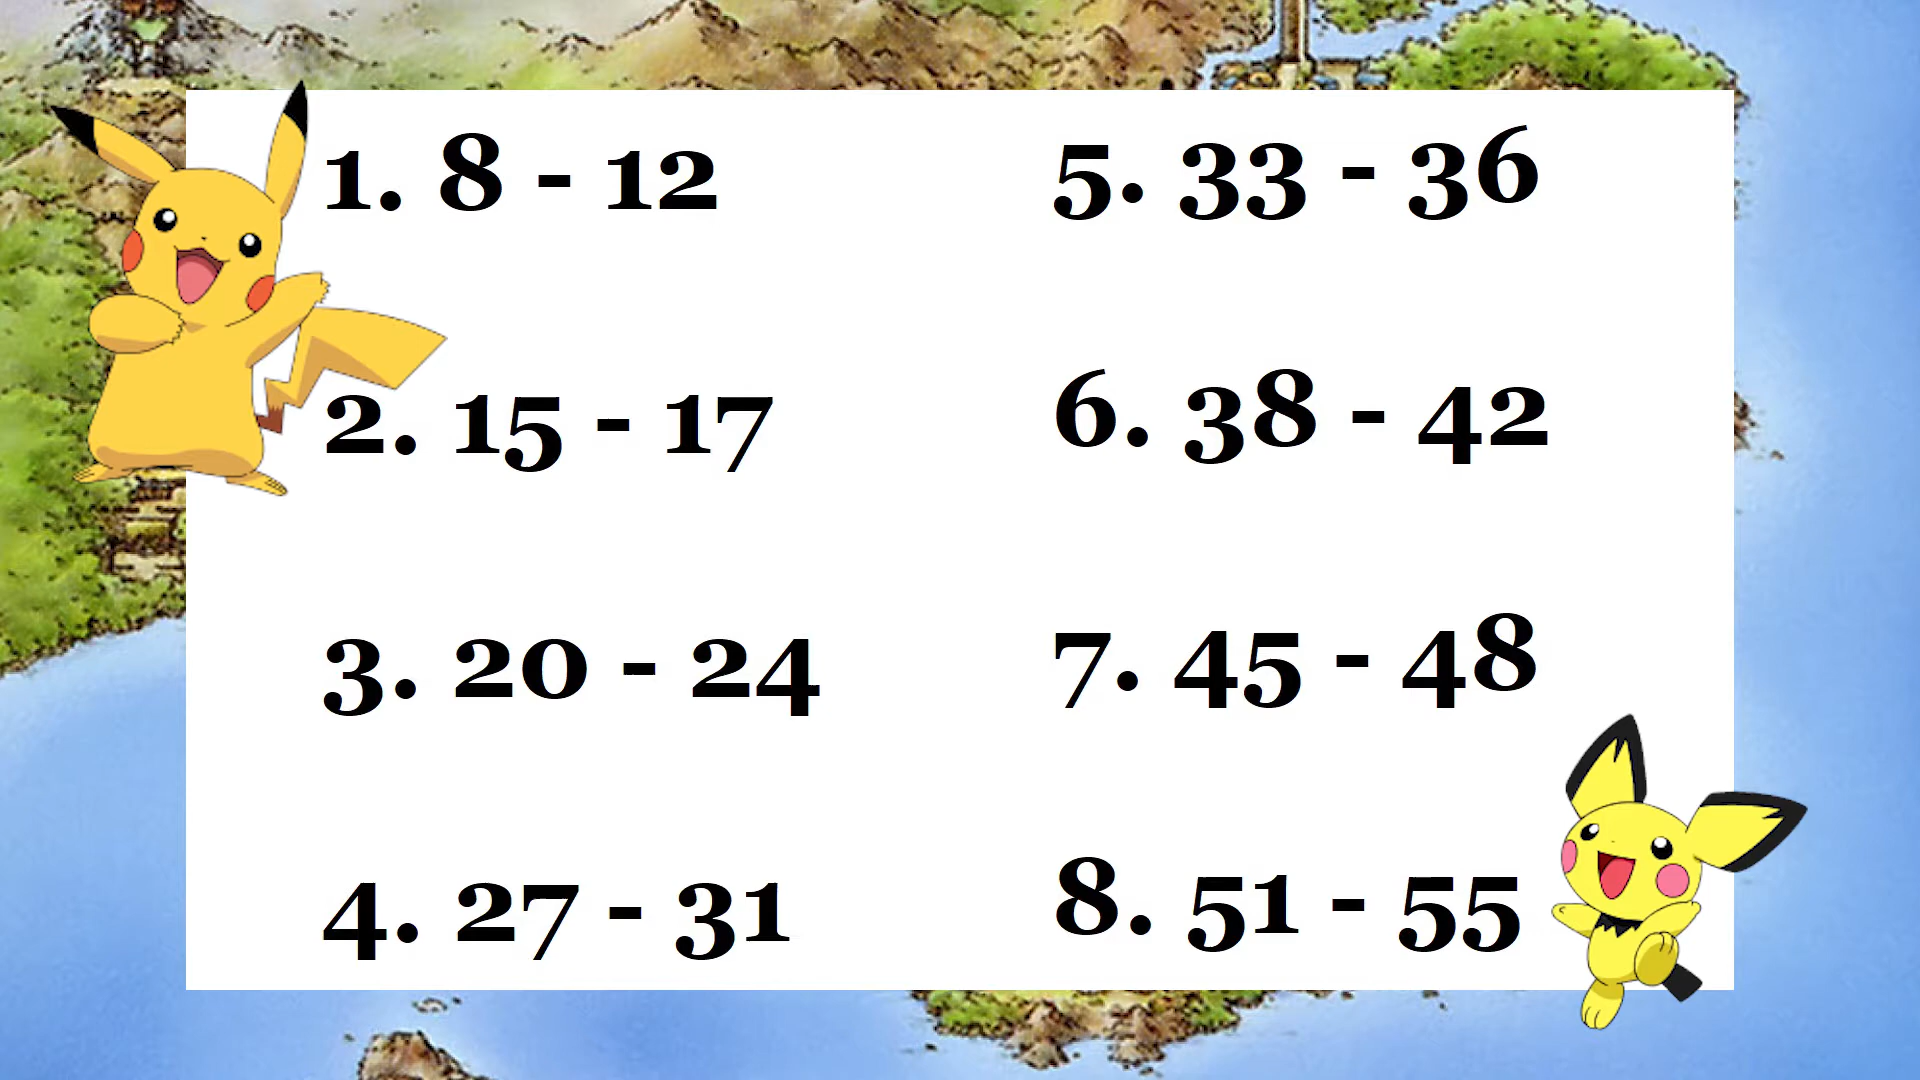 1. 8 - 12
2. 15 - 17
3. 20 - 24
4. 27 - 31
5. 33 - 36
6. 38 - 42
7. 45 - 48
8. 51 - 55